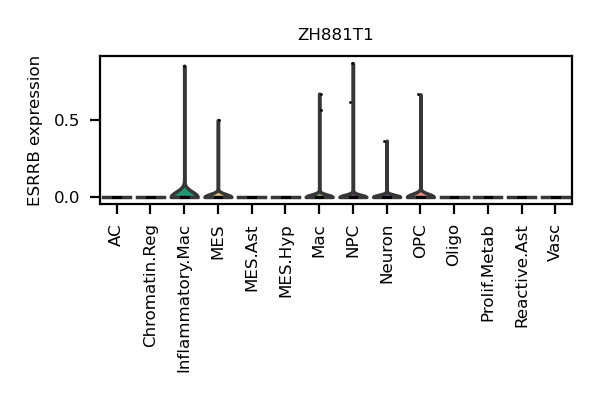 ZH881T1
ESRRB expression
0.5
0.0
AC
Chromatin.Reg
Inflammatory.Mac
MES
MES.Ast
MES.Hyp
Mac
NPC
Neuron
OPC
Oligo
Prolif.Metab
Reactive.Ast
Vasc